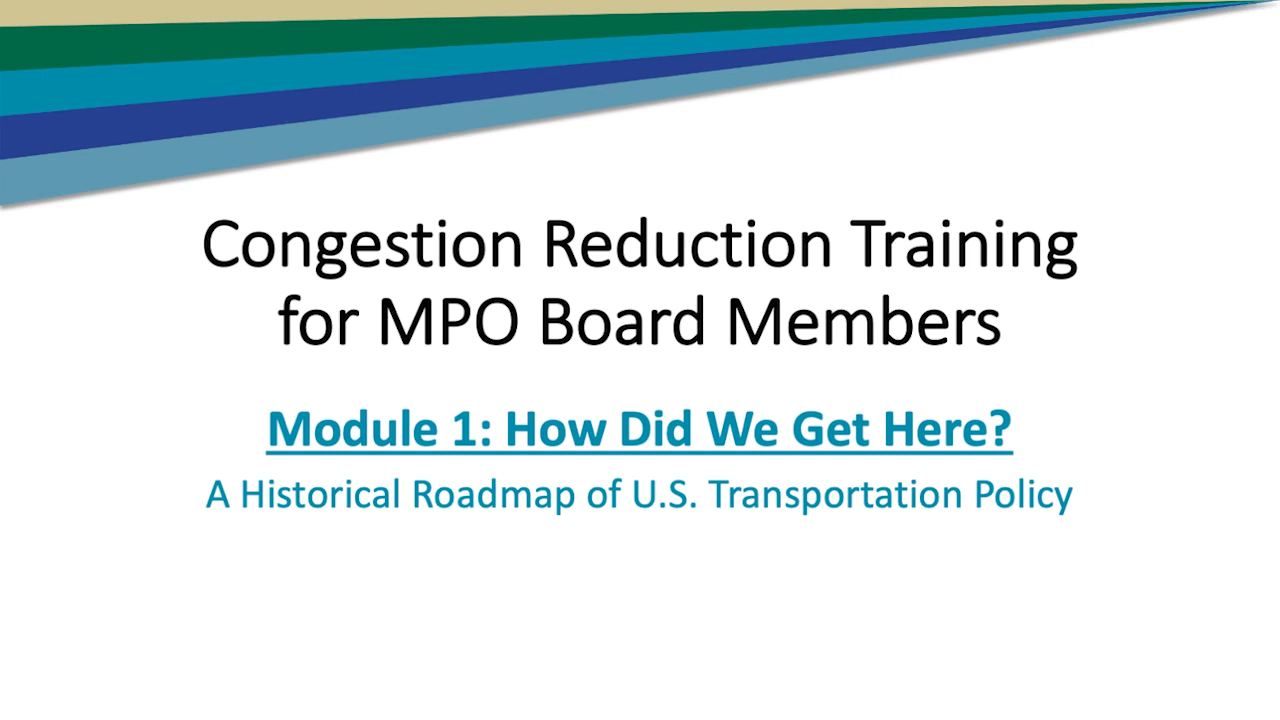 Congestion Reduction Training
for MPO Board Members
Module 1: How Did We Get Here?
A Historical Roadmap of U.S. Transportation Policy